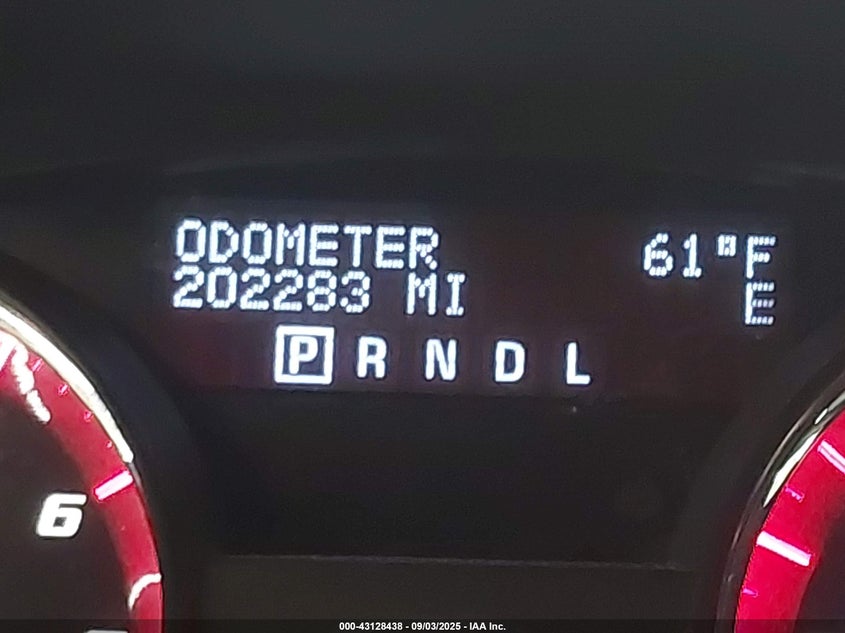 ODOMETER 61°F
202283 MI E
P R N D L
6
000-43128438 - 09/03/2025 - IAA Inc.